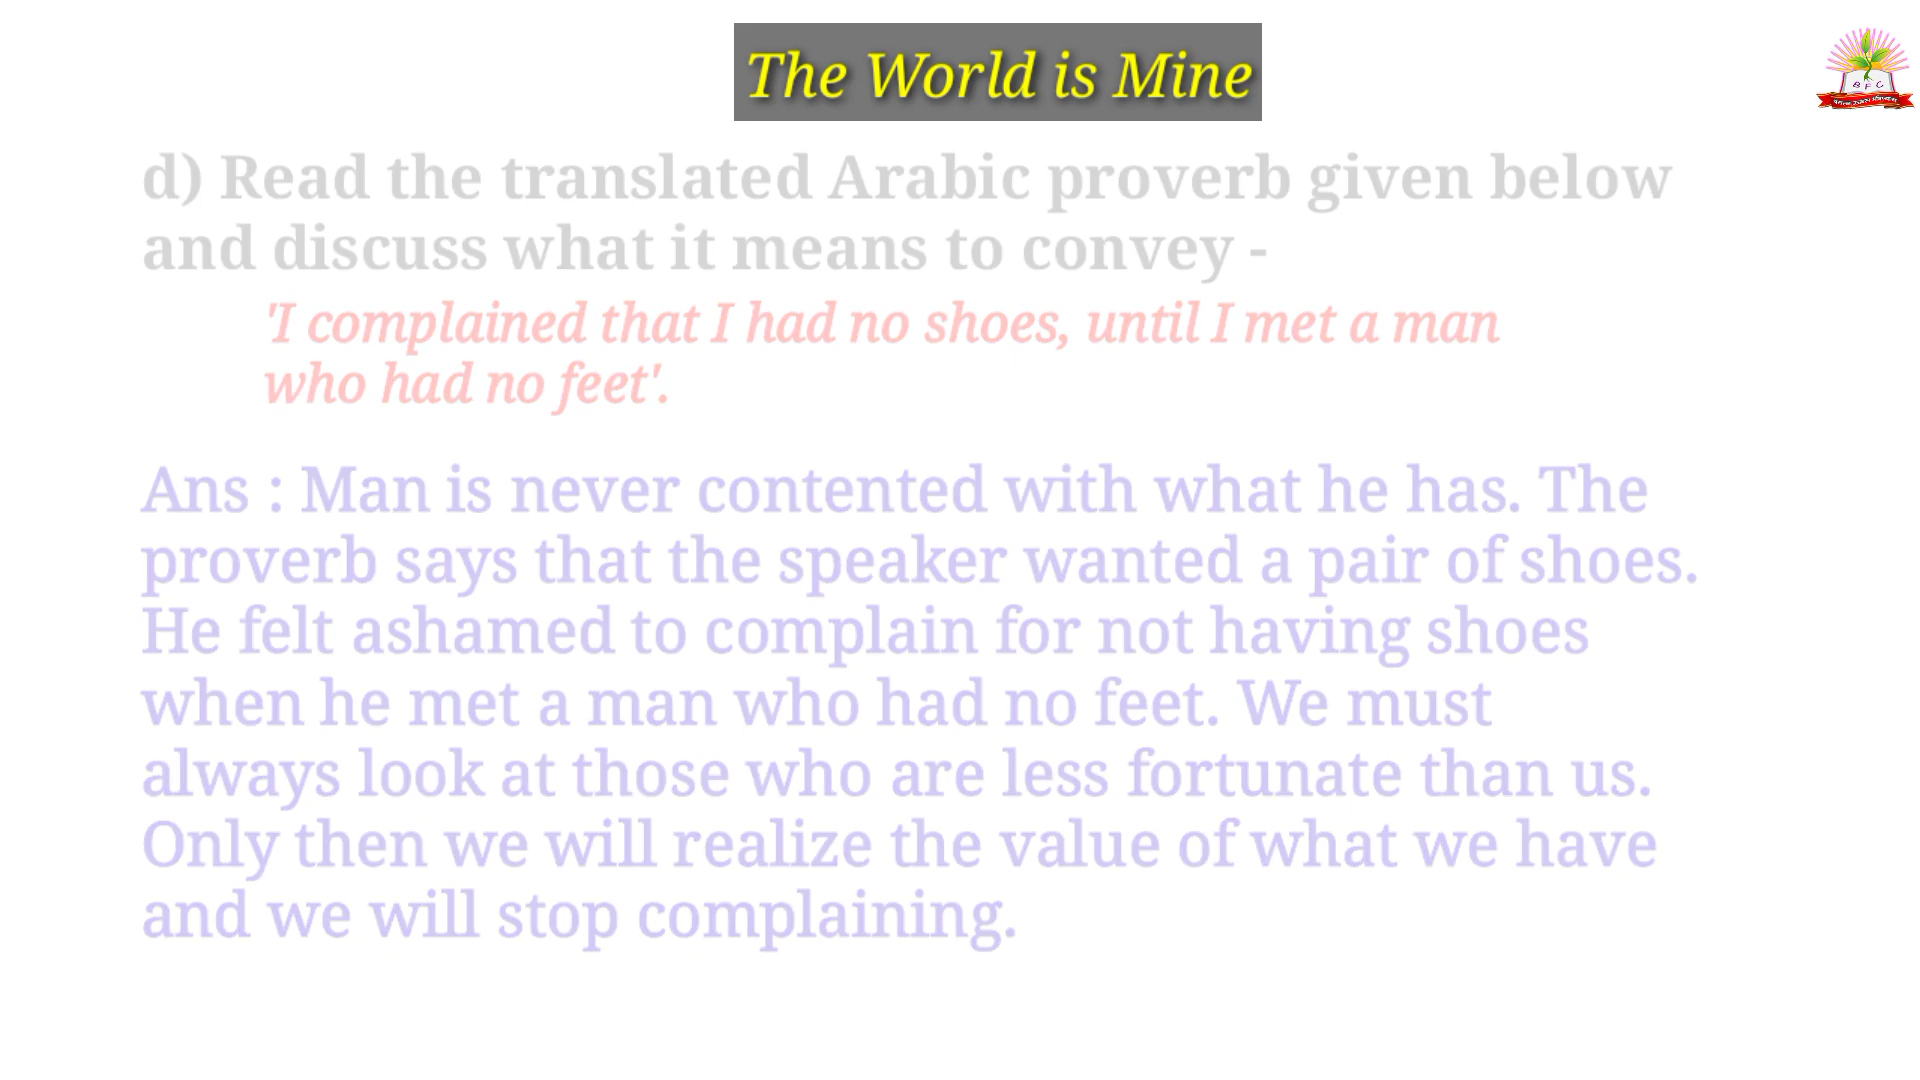 The World is Mine
d) Read the translated Arabic proverb given below
and discuss what it means to convey -
'I complained that I had no shoes, until I met a man
who had no feet'.
Ans : Man is never contented with what he has. The
proverb says that the speaker wanted a pair of shoes.
He felt ashamed to complain for not having shoes
when he met a man who had no feet. We must
always look at those who are less fortunate than us.
Only then we will realize the value of what we have
and we will stop complaining.
B F C